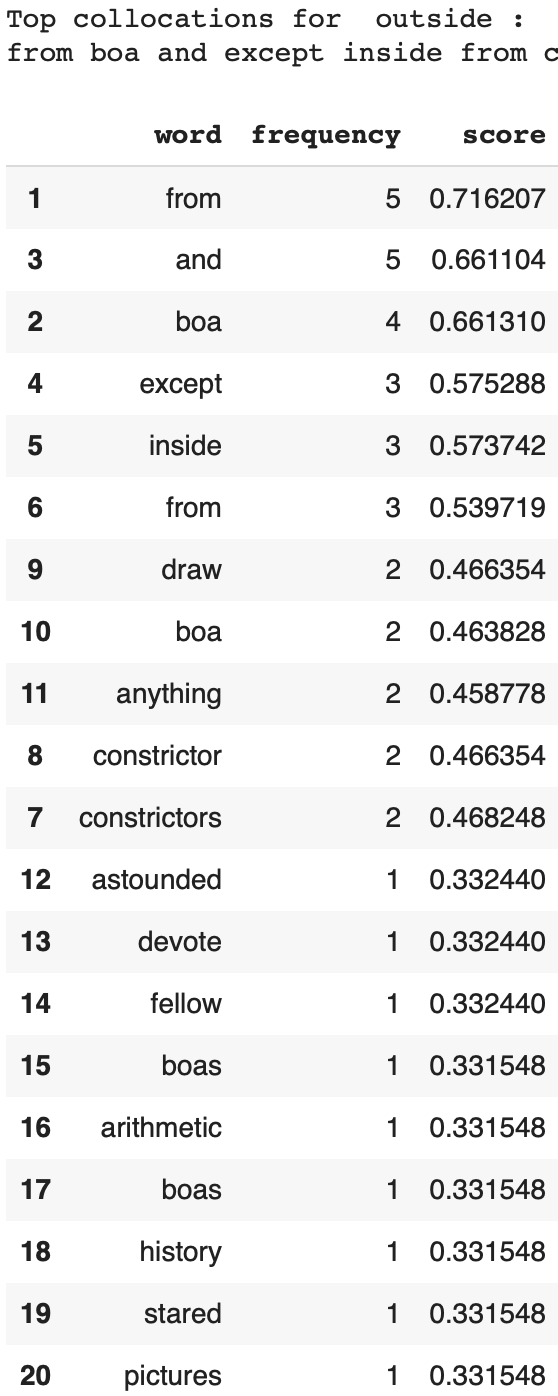 Top collocations for outside :
from boa and except inside from c
word frequency score
1 from 5 0.716207
3 and 5 0.661104
2 boa 4 0.661310
4 except 3 0.575288
5 inside 3 0.573742
6 from 3 0.539719
9 draw 2 0.466354
10 boa 2 0.463828
11 anything 2 0.458778
8 constrictor 2 0.466354
7 constrictors 2 0.468248
12 astounded 1 0.332440
13 devote 1 0.332440
14 fellow 1 0.332440
15 boas 1 0.331548
16 arithmetic 1 0.331548
17 boas 1 0.331548
18 history 1 0.331548
19 stared 1 0.331548
20 pictures 1 0.331548